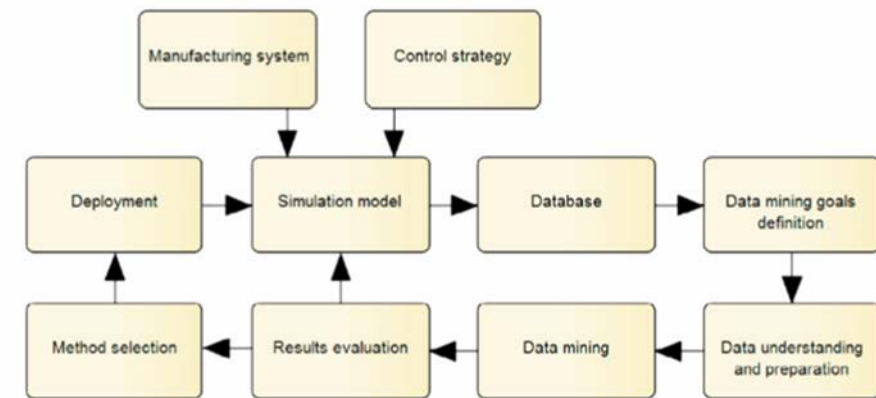 Manufacturing system
Control strategy
Deployment
Simulation model
Database
Data mining goals
definition
Method selection
Results evaluation
Data mining
Data understanding
and preparation